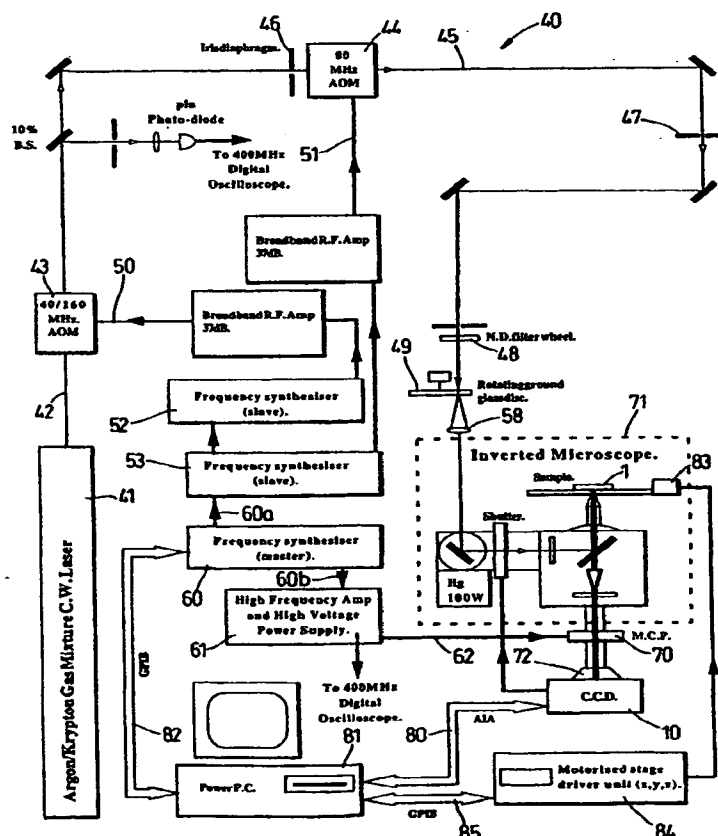 46
44
40
Irisdiaphragm.
80
MHz
AOM
45
pin
Photo-diode
10%
B.S.
47
To 400MHz
Digital
Oscilloscope.
51
Broadband R.F. Amp
37dB.
43
50
40/160
MHz.
AOM
Broadband R.F. Amp
37dB.
N.D. filter wheel.
48
49
Rotating ground
glass disc.
42
Frequency synthesiser
(slave).
52
58
71
Inverted Microscope.
83
41
53
Frequency synthesiser
(slave).
Sample.
1
60a
Shutter.
Frequency synthesiser
(master).
60
60b
Hg
100W
High Frequency Amp
and High Voltage
Power Supply.
61
M.C.P.
62
70
72
GPIB
To 400MHz
Digital
Oscilloscope.
C.C.D.
10
Argon/Krypton Gas Mixture C.W. Laser
82
80
AIA
81
Power P.C.
Motorised stage
driver unit (x,y,z).
GPIB
85
84